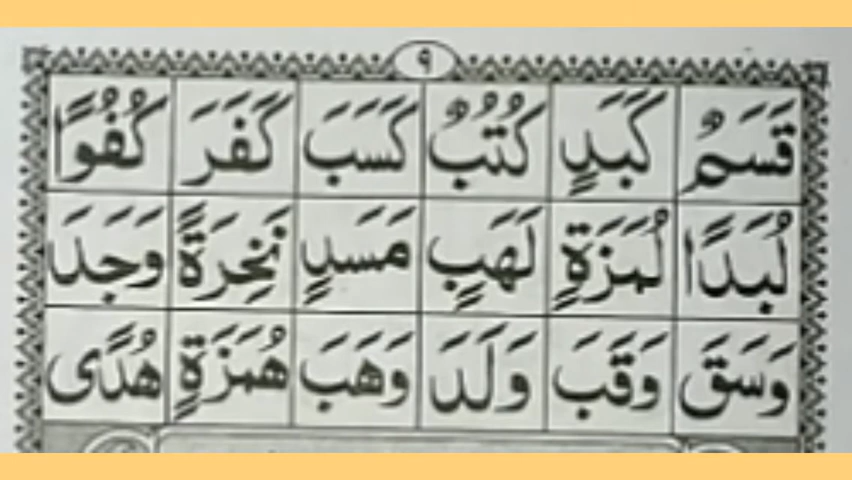 ٩
قَسَمٌ كَبَدٍ كُتُبٌ كَسَبَ كَفَرَ كُفُوًا
لُبَدًا لُمَزَةٍ لَهَبٍ مَسَدٍ نَخِرَةً وَجَدَ
وَسَقَ وَقَبَ وَلَدَ وَهَبَ هُمَزَةٍ هُدًى